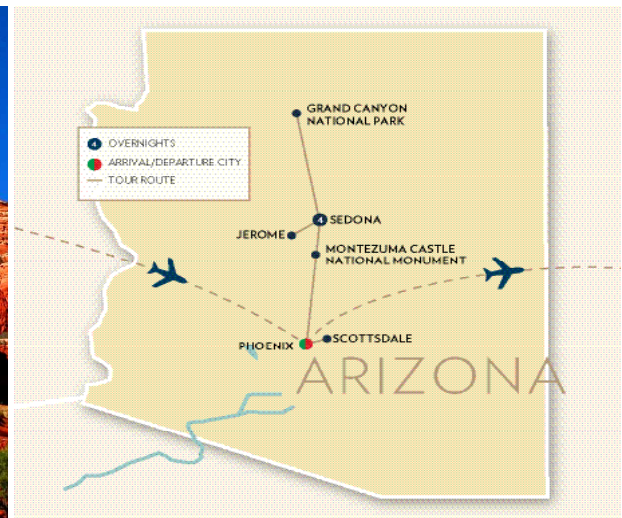 GRAND CANYON
NATIONAL PARK
4 OVERNIGHTS
ARRIVAL/DEPARTURE CITY
TOUR ROUTE
4 SEDONA
JEROME
MONTEZUMA CASTLE
NATIONAL MONUMENT
PHOENIX
SCOTTSDALE
ARIZONA